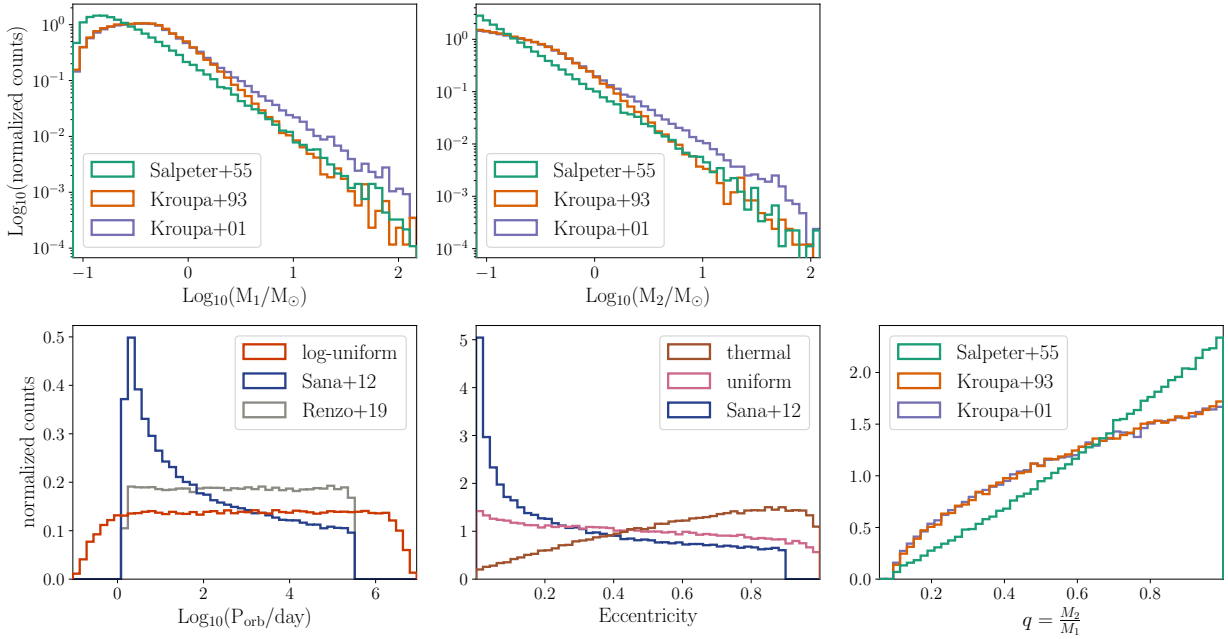 Log₁₀(normalized counts)
10⁰
10⁻¹
10⁻²
10⁻³
10⁻⁴
Salpeter+55
Kroupa+93
Kroupa+01
−1 0 1 2
Log₁₀(M₁/M☉)
10⁰
10⁻¹
10⁻²
10⁻³
10⁻⁴
Salpeter+55
Kroupa+93
Kroupa+01
−1 0 1 2
Log₁₀(M₂/M☉)
normalized counts
0.5
0.4
0.3
0.2
0.1
0.0
log-uniform
Sana+12
Renzo+19
0 2 4 6
Log₁₀(P_orb/day)
5
4
3
2
1
0
thermal
uniform
Sana+12
0.2 0.4 0.6 0.8
Eccentricity
2.0
1.5
1.0
0.5
0.0
Salpeter+55
Kroupa+93
Kroupa+01
0.2 0.4 0.6 0.8
q = M₂/M₁